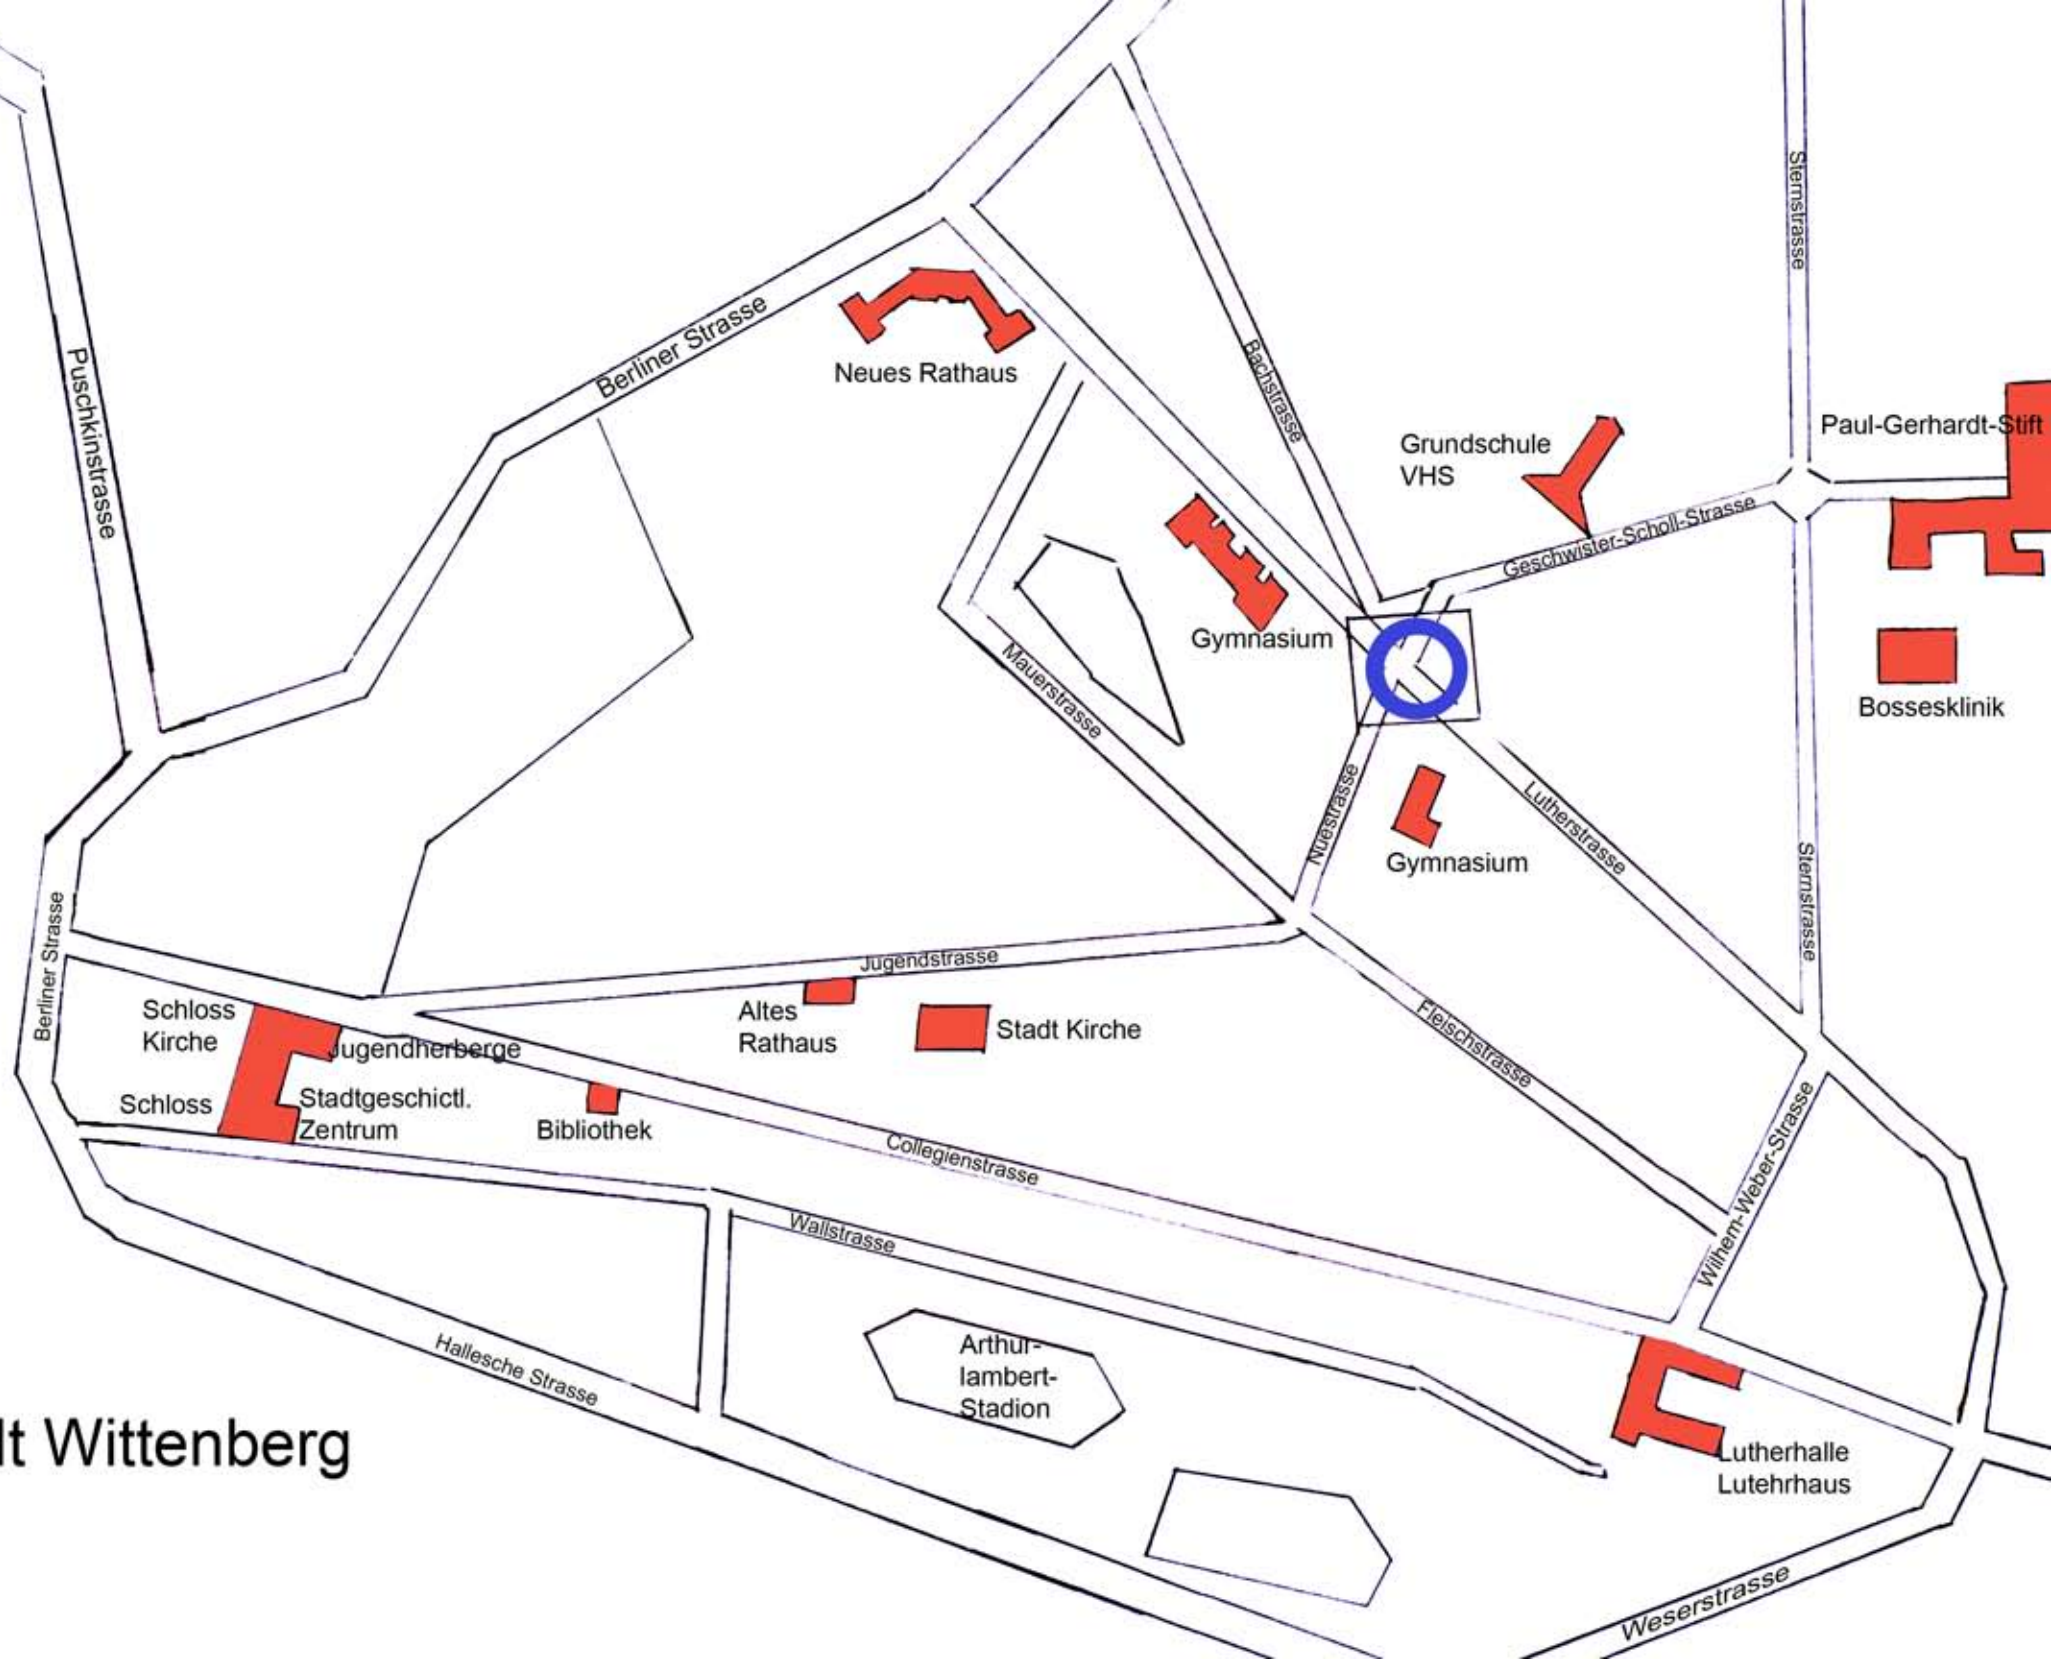 Sternstrasse
Berliner Strasse
Puschkinstrasse
Neues Rathaus
Bachstrasse
Grundschule
VHS
Paul-Gerhardt-Stift
Geschwister-Scholl-Strasse
Gymnasium
Mauerstrasse
Bossesklinik
Nuestrasse
Lutherstrasse
Gymnasium
Sternstrasse
Berliner Strasse
Jugendstrasse
Schloss
Kirche
Jugendherberge
Altes
Rathaus
Stadt Kirche
Fleischstrasse
Schloss
Stadtgeschictl.
Zentrum
Bibliothek
Collegienstrasse
Wilhem-Weber-Strasse
Wallstrasse
Hallesche Strasse
Arthur-
lambert-
Stadion
lt Wittenberg
Lutherhalle
Lutehrhaus
Weserstrasse